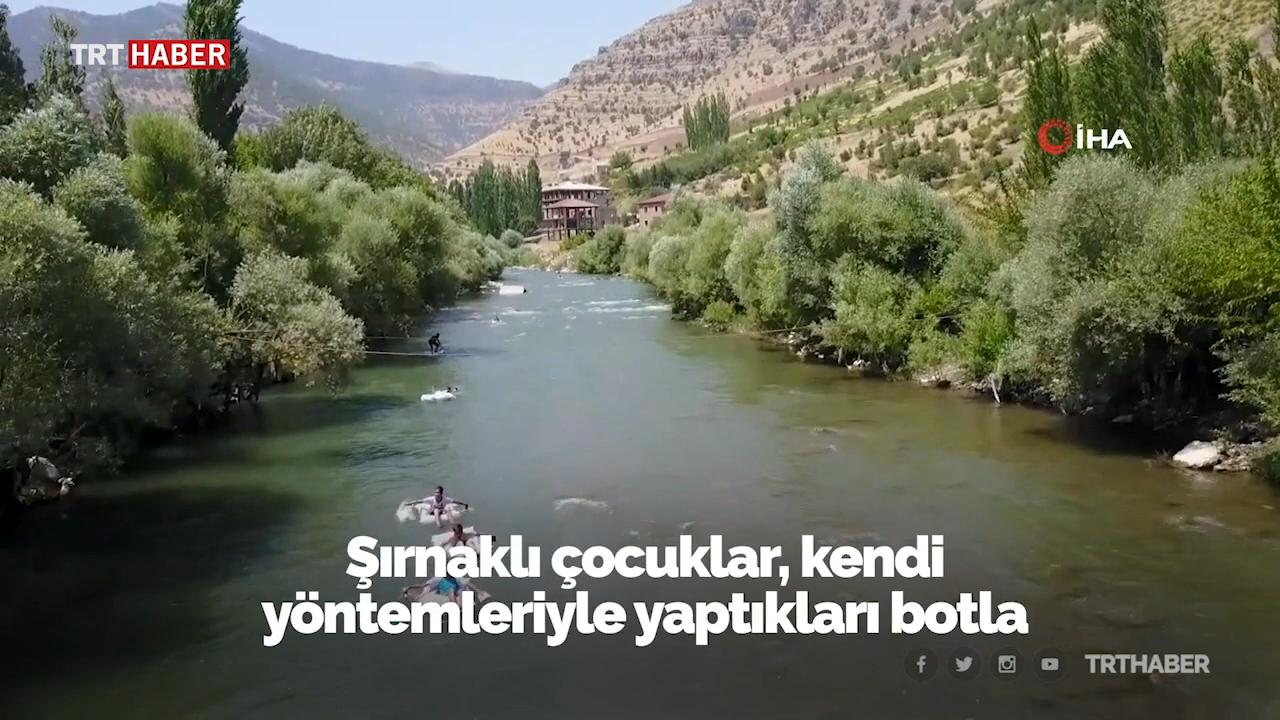 TRT HABER
İHA
Şırnaklı çocuklar, kendi
yöntemleriyle yaptıkları botla
TRTHABER